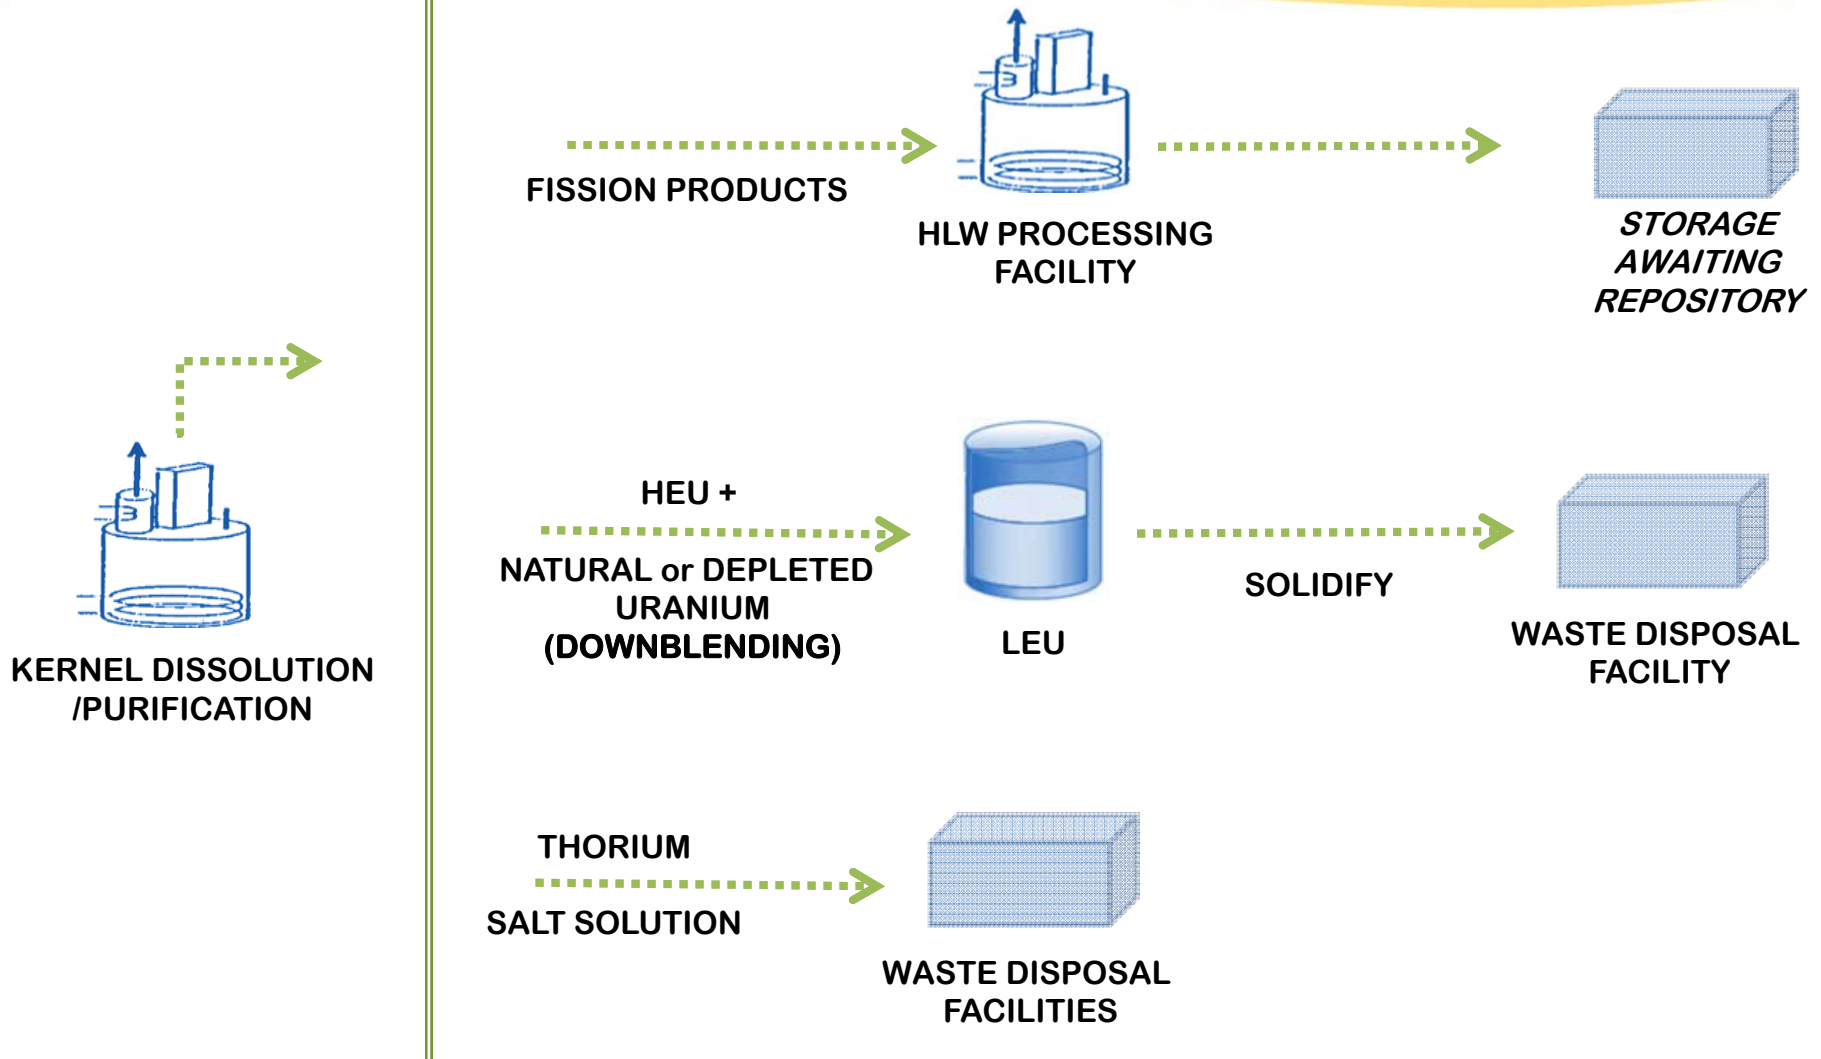 FISSION PRODUCTS
HLW PROCESSING
FACILITY
STORAGE
AWAITING
REPOSITORY
KERNEL DISSOLUTION
/PURIFICATION
HEU +
NATURAL or DEPLETED
URANIUM
(DOWNBLENDING)
LEU
SOLIDIFY
WASTE DISPOSAL
FACILITY
THORIUM
SALT SOLUTION
WASTE DISPOSAL
FACILITIES